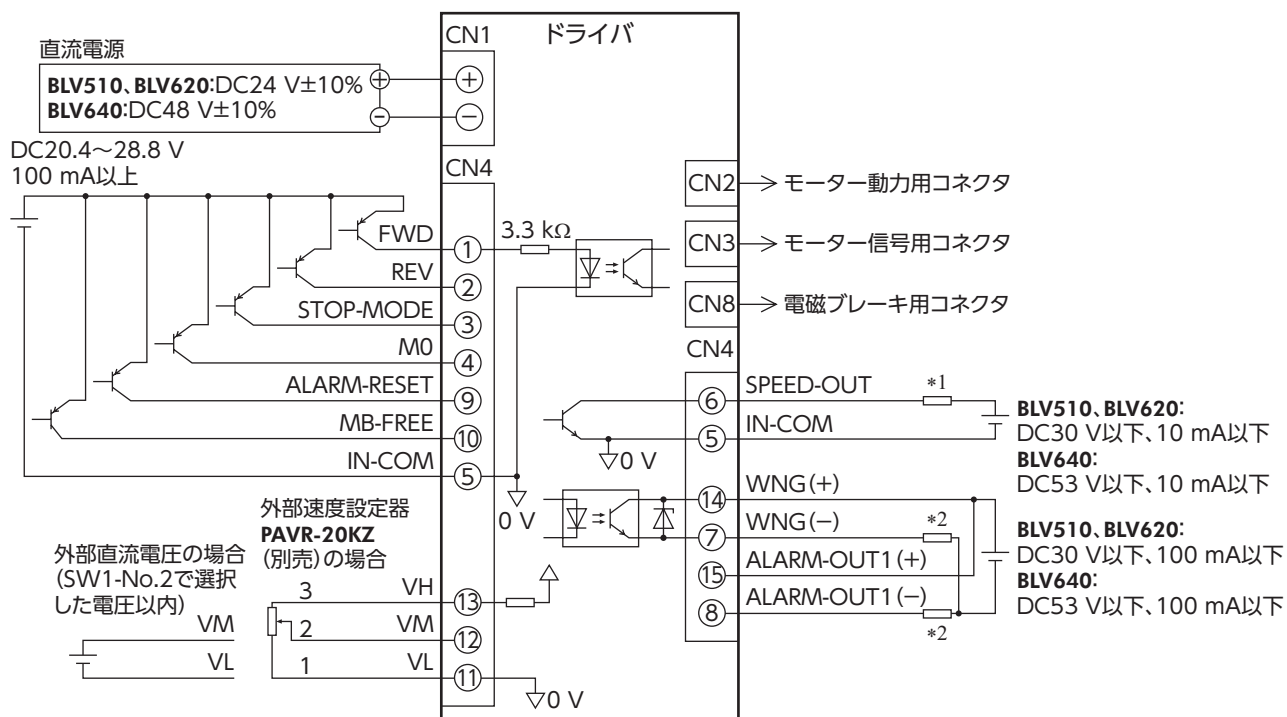 ドライバ
CN1
直流電源
BLV510、BLV620:DC24 V±10%
BLV640:DC48 V±10%
+
−
+
−
DC20.4〜28.8 V
100 mA以上
CN4
FWD
1
3.3 kΩ
REV
2
STOP-MODE
3
M0
4
ALARM-RESET
9
MB-FREE
10
IN-COM
5
0 V
CN2
モーター動力用コネクタ
CN3
モーター信号用コネクタ
CN8
電磁ブレーキ用コネクタ
CN4
6
SPEED-OUT
*1
5
IN-COM
0 V
BLV510、BLV620:
DC30 V以下、10 mA以下
BLV640:
DC53 V以下、10 mA以下
14
WNG(+)
7
WNG(−)
*2
15
ALARM-OUT1(+)
8
ALARM-OUT1(−)
*2
BLV510、BLV620:
DC30 V以下、100 mA以下
BLV640:
DC53 V以下、100 mA以下
外部速度設定器
PAVR-20KZ
(別売)の場合
外部直流電圧の場合
(SW1-No.2で選択
した電圧以内)
VM
VL
3
VH
13
2
VM
12
1
VL
11
0 V